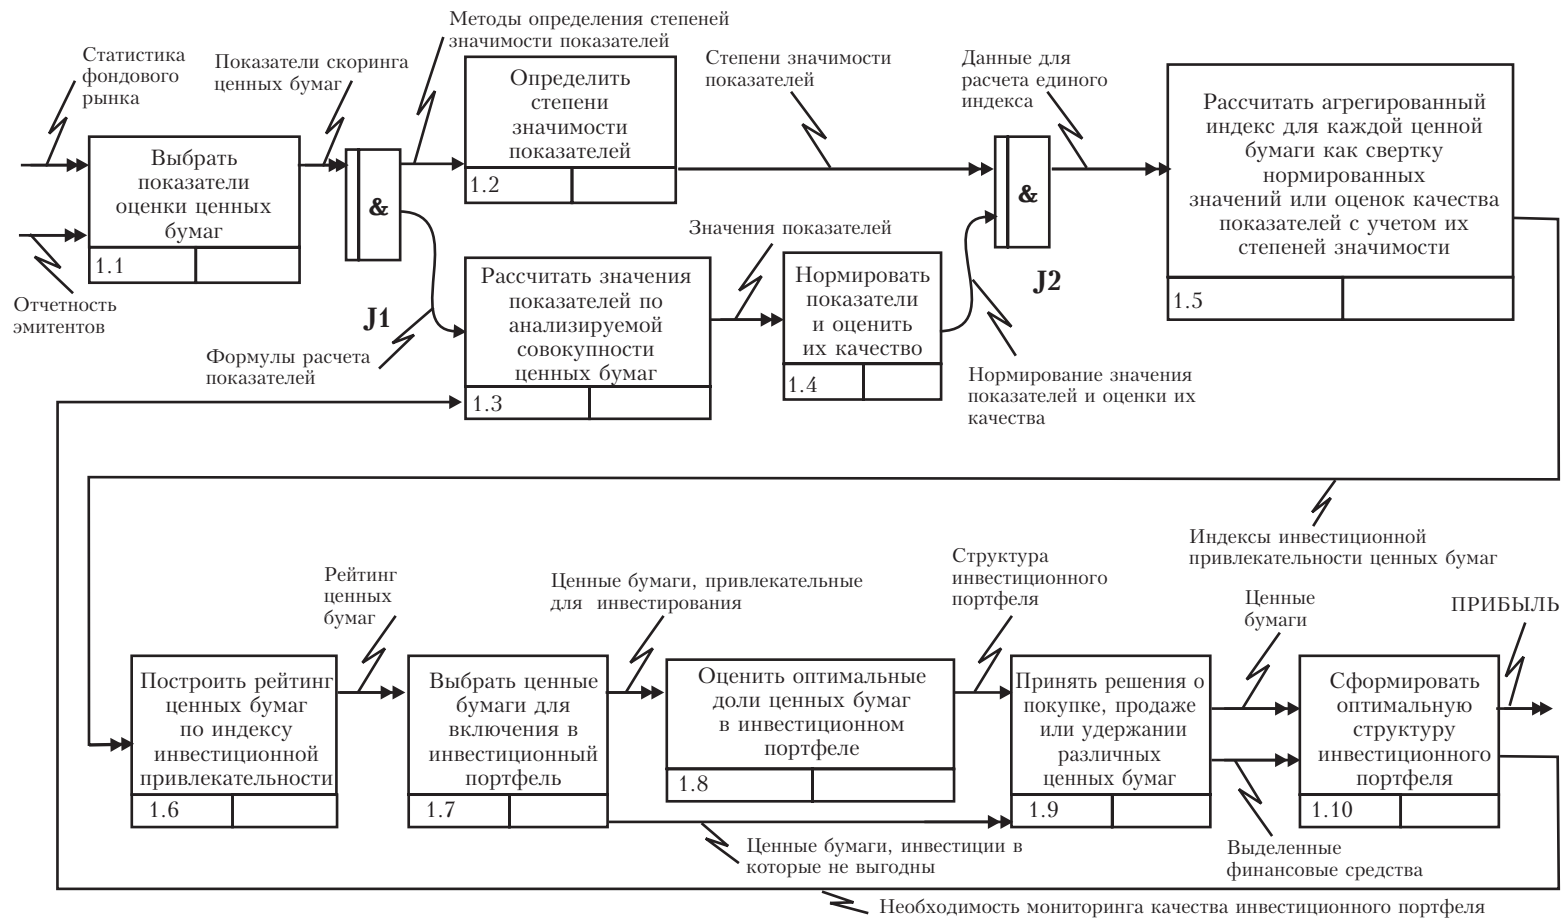 Методы определения степеней
значимости показателей
Статистика
фондового
рынка
Показатели скоринга
ценных бумаг
Степени значимости
показателей
Данные для
расчета единого
индекса
Определить
степени
значимости
показателей
1.2
Выбрать
показатели
оценки ценных
бумаг
1.1
&
J1
&
J2
Рассчитать агрегированный
индекс для каждой ценной
бумаги как свертку
нормированных
значений или оценок качества
показателей с учетом их
степеней значимости
1.5
Отчетность
эмитентов
Формулы расчета
показателей
Рассчитать значения
показателей по
анализируемой
совокупности
ценных бумаг
1.3
Значения показателей
Нормировать
показатели
и оценить
их качество
1.4
Нормирование значения
показателей и оценки их
качества
Индексы инвестиционной
привлекательности ценных бумаг
Рейтинг
ценных
бумаг
Ценные бумаги, привлекательные
для инвестирования
Структура
инвестиционного
портфеля
Ценные
бумаги
ПРИБЫЛЬ
Построить рейтинг
ценных бумаг
по индексу
инвестиционной
привлекательности
1.6
Выбрать ценные
бумаги для
включения в
инвестиционный
портфель
1.7
Оценить оптимальные
доли ценных бумаг
в инвестиционном
портфеле
1.8
Принять решения о
покупке, продаже
или удержании
различных
ценных бумаг
1.9
Сформировать
оптимальную
структуру
инвестиционного
портфеля
1.10
Ценные бумаги, инвестиции в
которые не выгодны
Выделенные
финансовые средства
Необходимость мониторинга качества инвестиционного портфеля